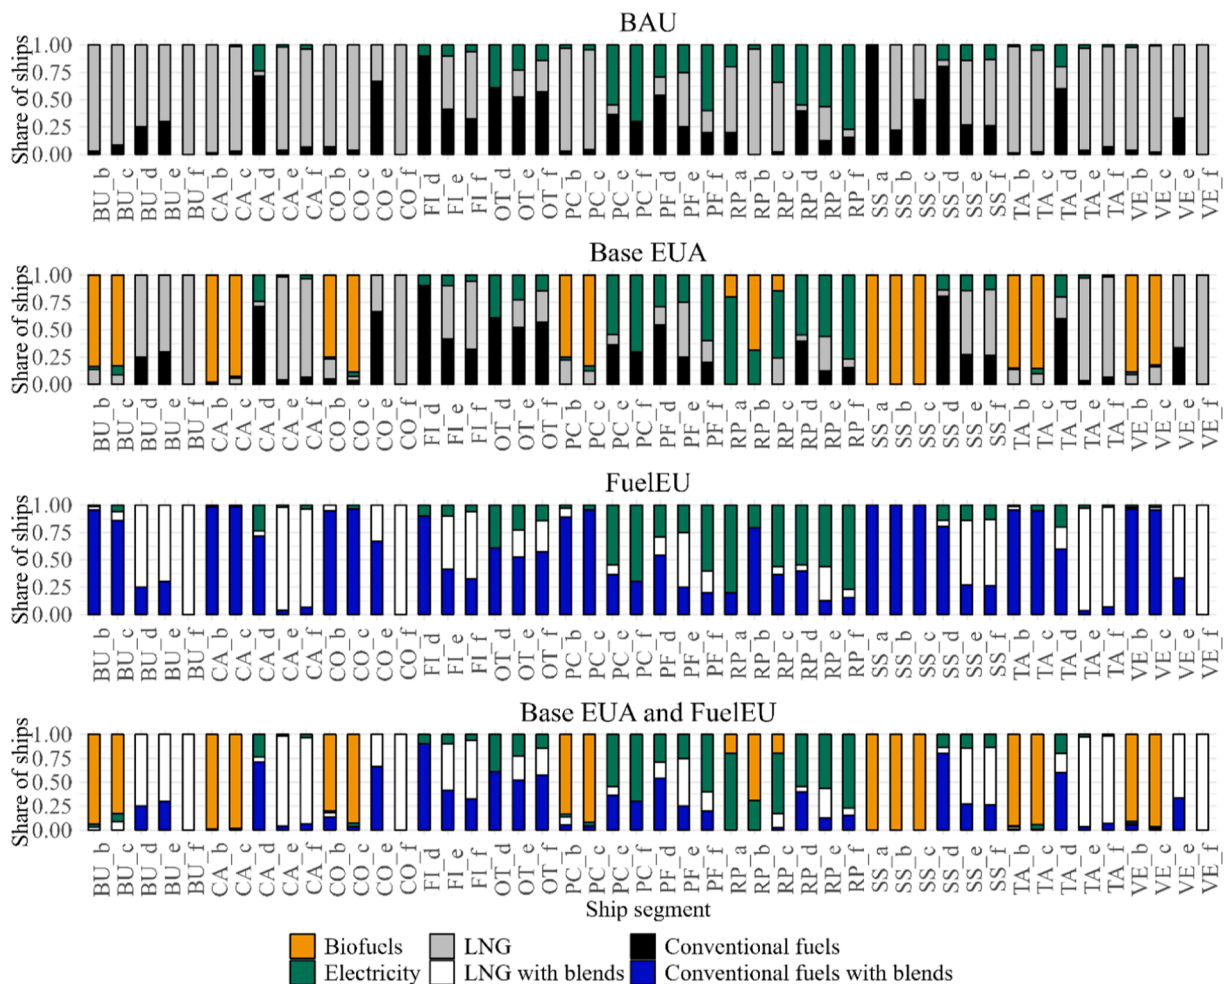 BAU
Share of ships
1.00
0.75
0.50
0.25
0.00
BU_b BU_c BU_d BU_e BU_f CA_b CA_c CA_d CA_e CA_f CO_b CO_c CO_e CO_f FI_d FI_e FI_f OT_d OT_e OT_f PC_b PC_c PC_e PC_f PF_d PF_e PF_f RP_a RP_b RP_c RP_d RP_e RP_f SS_a SS_b SS_c SS_d SS_e SS_f TA_b TA_c TA_d TA_e TA_f VE_b VE_c VE_e VE_f
Base EUA
Share of ships
1.00
0.75
0.50
0.25
0.00
BU_b BU_c BU_d BU_e BU_f CA_b CA_c CA_d CA_e CA_f CO_b CO_c CO_e CO_f FI_d FI_e FI_f OT_d OT_e OT_f PC_b PC_c PC_e PC_f PF_d PF_e PF_f RP_a RP_b RP_c RP_d RP_e RP_f SS_a SS_b SS_c SS_d SS_e SS_f TA_b TA_c TA_d TA_e TA_f VE_b VE_c VE_e VE_f
FuelEU
Share of ships
1.00
0.75
0.50
0.25
0.00
BU_b BU_c BU_d BU_e BU_f CA_b CA_c CA_d CA_e CA_f CO_b CO_c CO_e CO_f FI_d FI_e FI_f OT_d OT_e OT_f PC_b PC_c PC_e PC_f PF_d PF_e PF_f RP_a RP_b RP_c RP_d RP_e RP_f SS_a SS_b SS_c SS_d SS_e SS_f TA_b TA_c TA_d TA_e TA_f VE_b VE_c VE_e VE_f
Base EUA and FuelEU
Share of ships
1.00
0.75
0.50
0.25
0.00
BU_b BU_c BU_d BU_e BU_f CA_b CA_c CA_d CA_e CA_f CO_b CO_c CO_e CO_f FI_d FI_e FI_f OT_d OT_e OT_f PC_b PC_c PC_e PC_f PF_d PF_e PF_f RP_a RP_b RP_c RP_d RP_e RP_f SS_a SS_b SS_c SS_d SS_e SS_f TA_b TA_c TA_d TA_e TA_f VE_b VE_c VE_e VE_f
Ship segment
Biofuels LNG Conventional fuels
Electricity LNG with blends Conventional fuels with blends